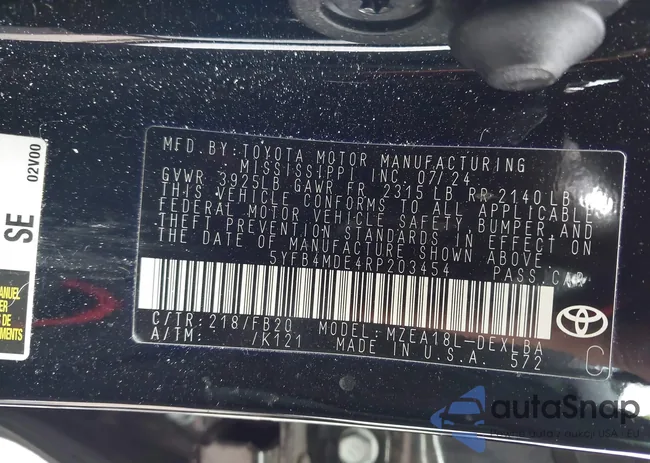 MFD. BY: TOYOTA MOTOR MANUFACTURING
MISSISSIPPI INC. 07/24
GVWR 3925LB GAWR FR 2315 LB RR 2140 LB
THIS VEHICLE CONFORMS TO ALL APPLICABLE
FEDERAL MOTOR VEHICLE SAFETY, BUMPER AND
THEFT PREVENTION STANDARDS IN EFFECT ON
THE DATE OF MANUFACTURE SHOWN ABOVE.
5YFB4MDE4RP203454 PASS. CAR
C/TR: 218/FB20 MODEL: MZEA18L-DEXLBA
A/TM: /K121 MADE IN U.S.A. 572
C
SE
02V00
autoSnap